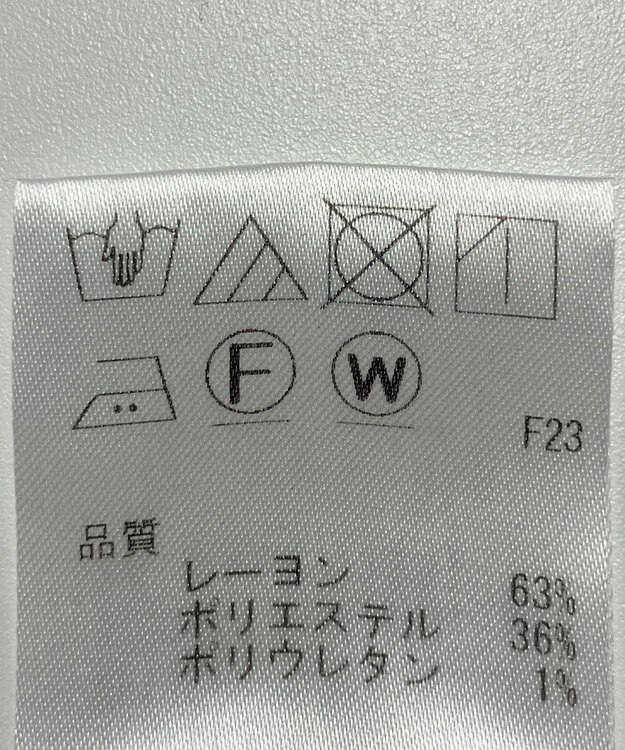 F W
F23
品質
レーヨン 63%
ポリエステル 36%
ポリウレタン 1%